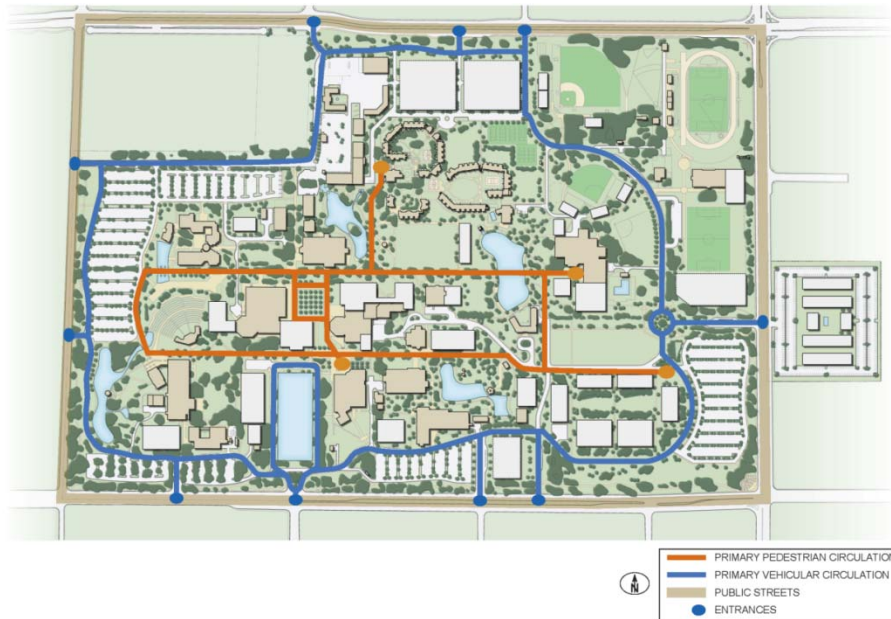 PRIMARY PEDESTRIAN CIRCULATION
PRIMARY VEHICULAR CIRCULATION
N
PUBLIC STREETS
ENTRANCES